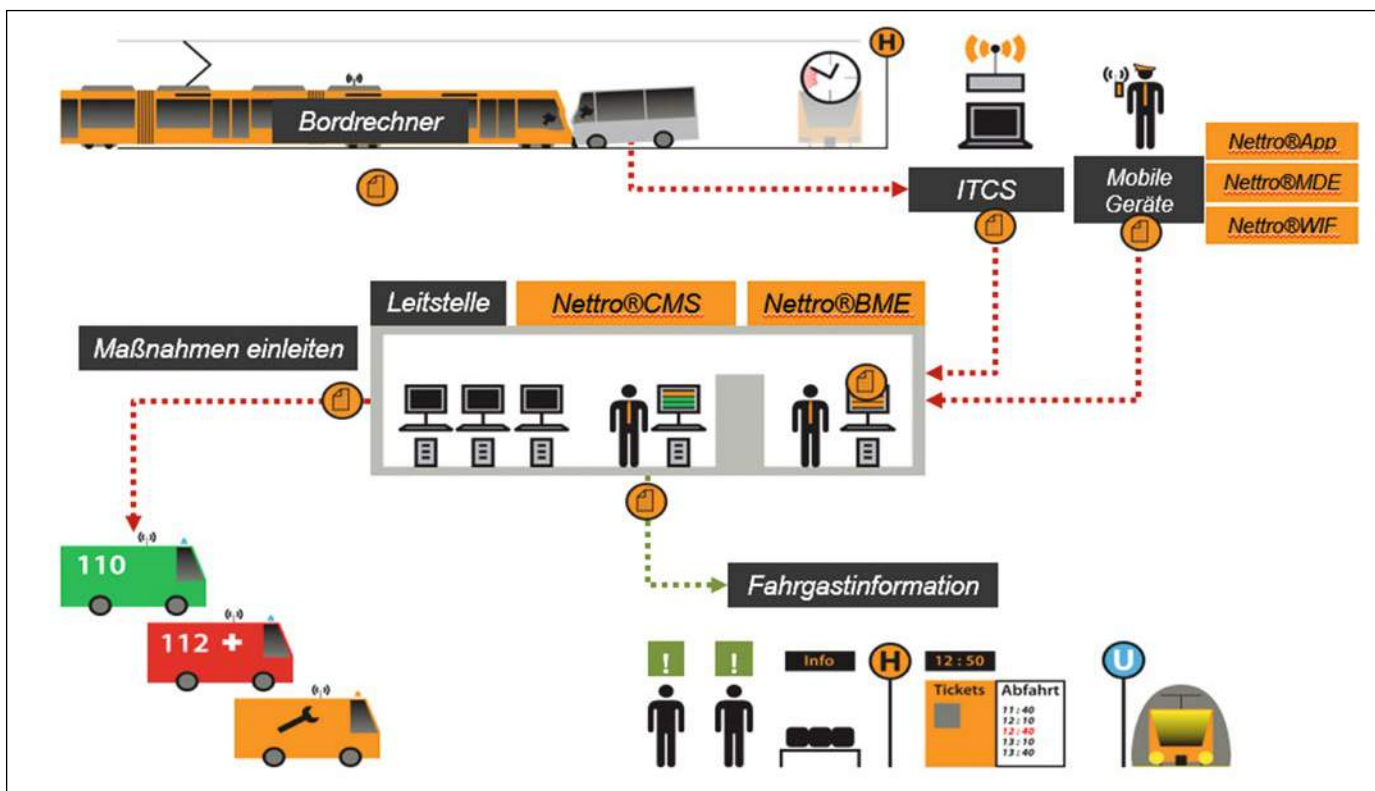 H
Bordrechner
Nettro®App
ITCS
Mobile
Geräte
Nettro®MDE
Nettro®WIF
Leitstelle
Nettro®CMS
Nettro®BME
Maßnahmen einleiten
110
112
Fahrgastinformation
!
!
Info
H
12:50
U
Tickets
Abfahrt
11:40
12:10
12:40
13:10
13:40